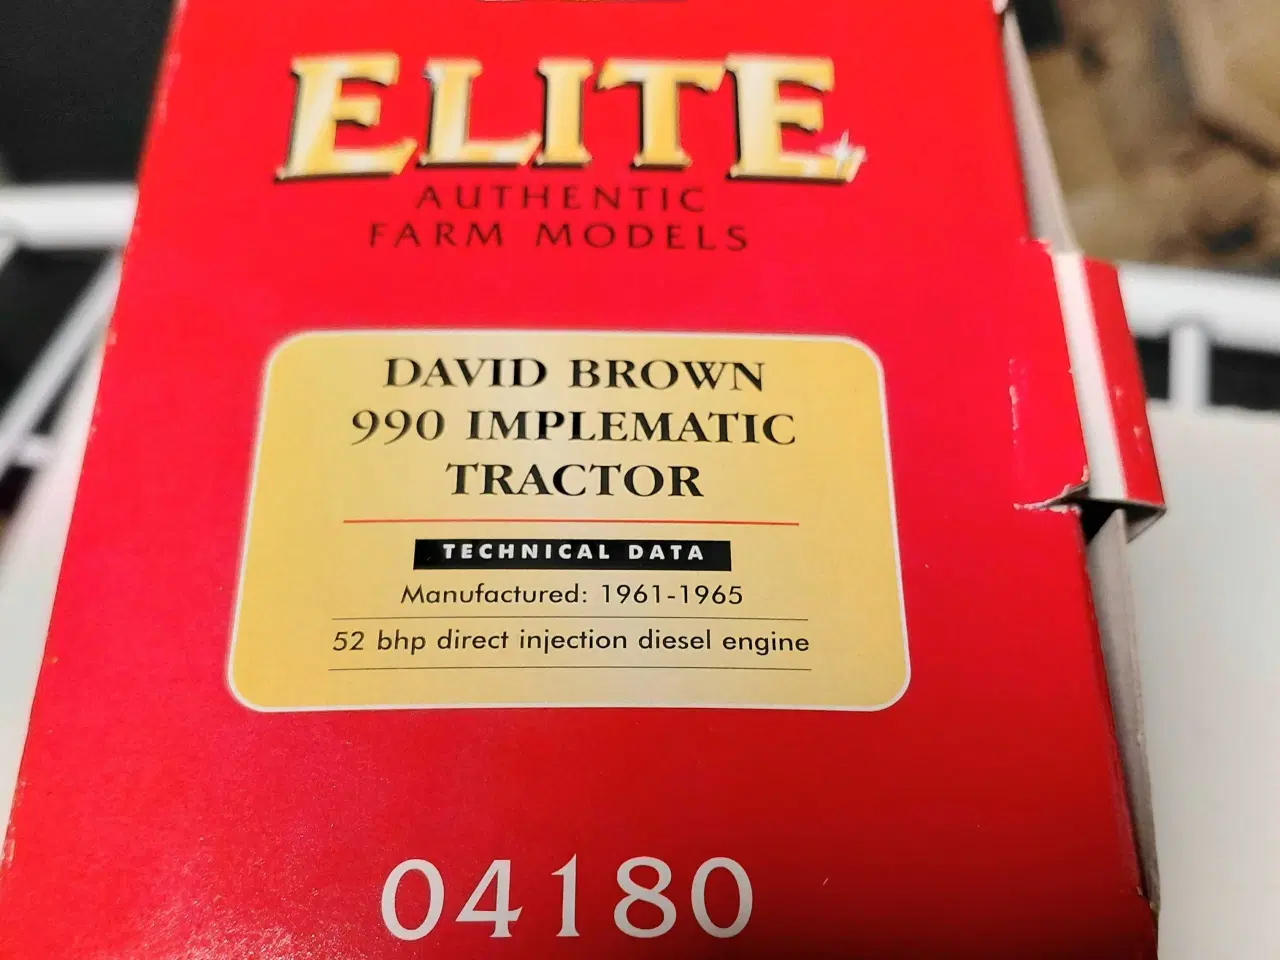 ELITE
AUTHENTIC
FARM MODELS
DAVID BROWN
990 IMPLEMATIC
TRACTOR
TECHNICAL DATA
Manufactured: 1961-1965
52 bhp direct injection diesel engine
04180